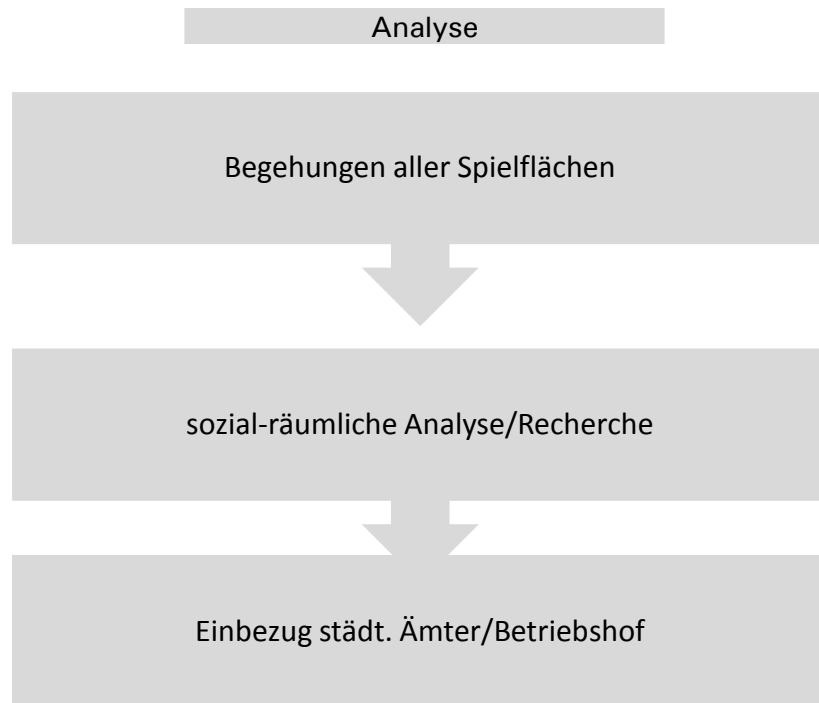 Analyse
Begehungen aller Spielflächen
sozial-räumliche Analyse/Recherche
Einbezug städt. Ämter/Betriebshof